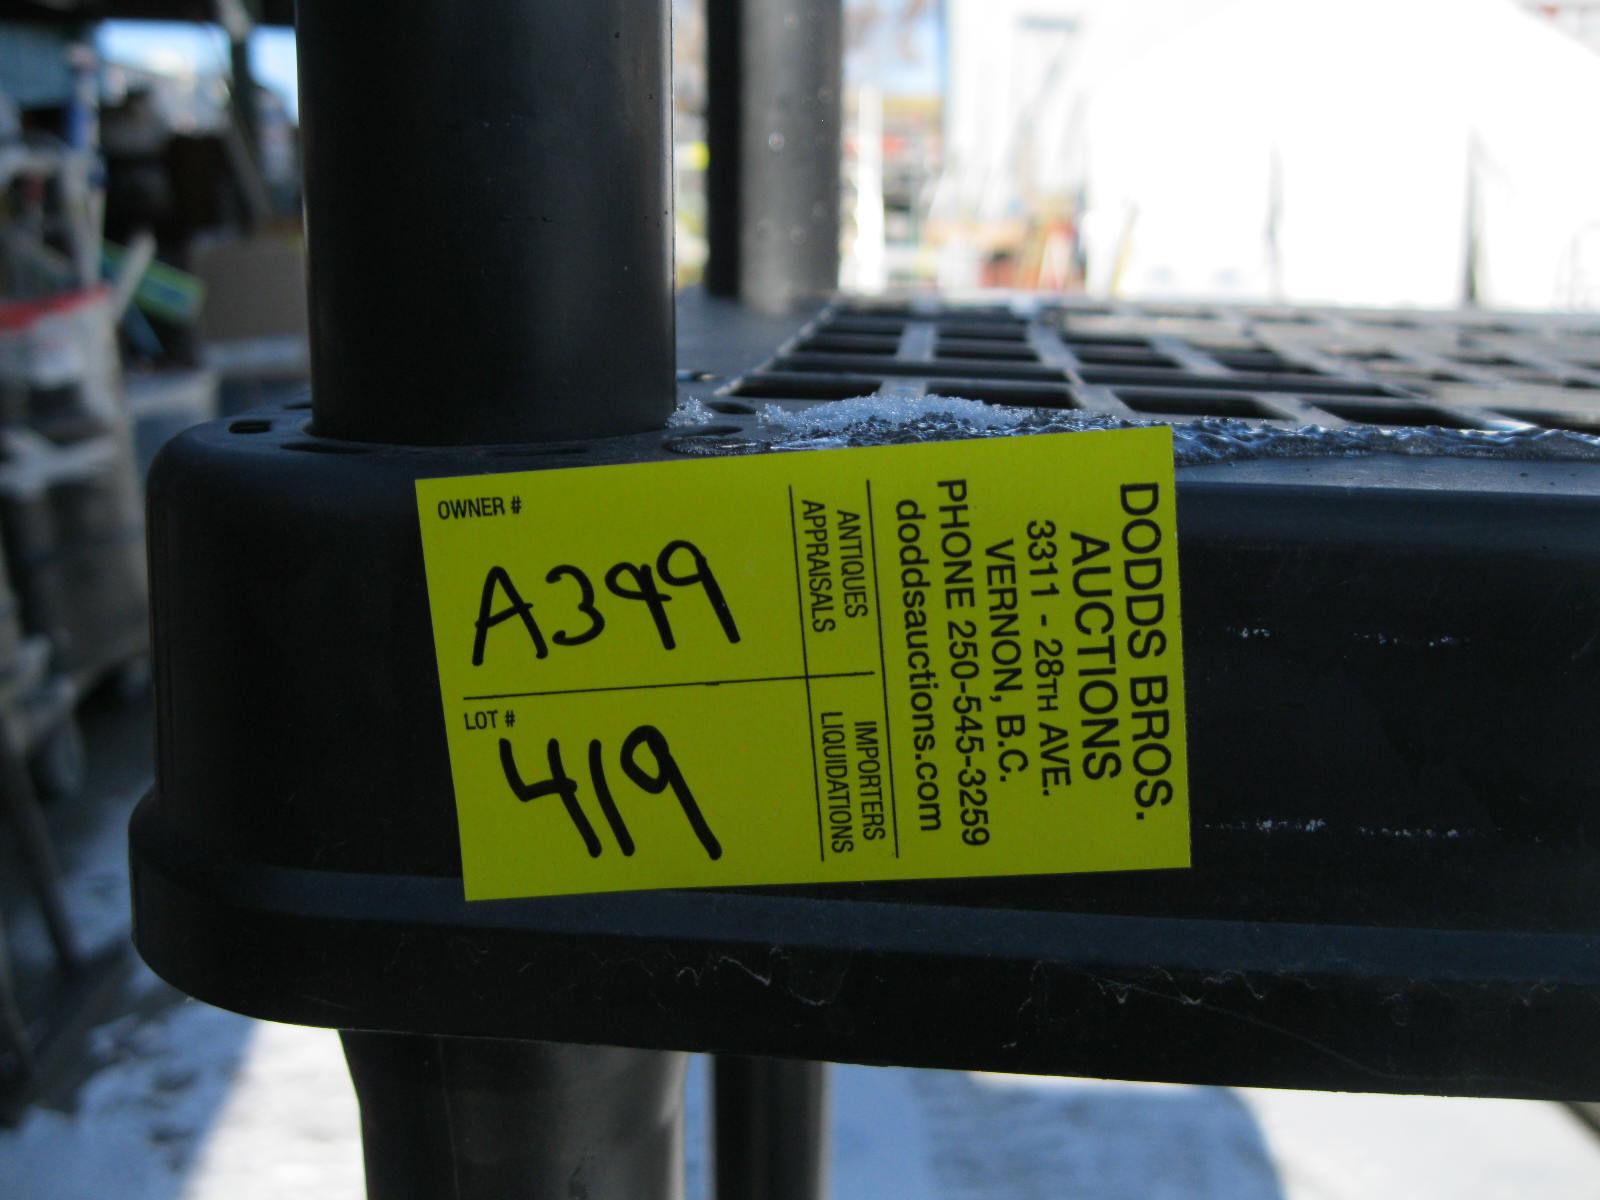 DODDS BROS.
AUCTIONS
3311 - 28TH AVE.
VERNON, B.C.
PHONE 250-545-3259
doddsauctions.com
ANTIQUES
APPRAISALS
IMPORTERS
LIQUIDATIONS
OWNER #
A399
LOT #
419